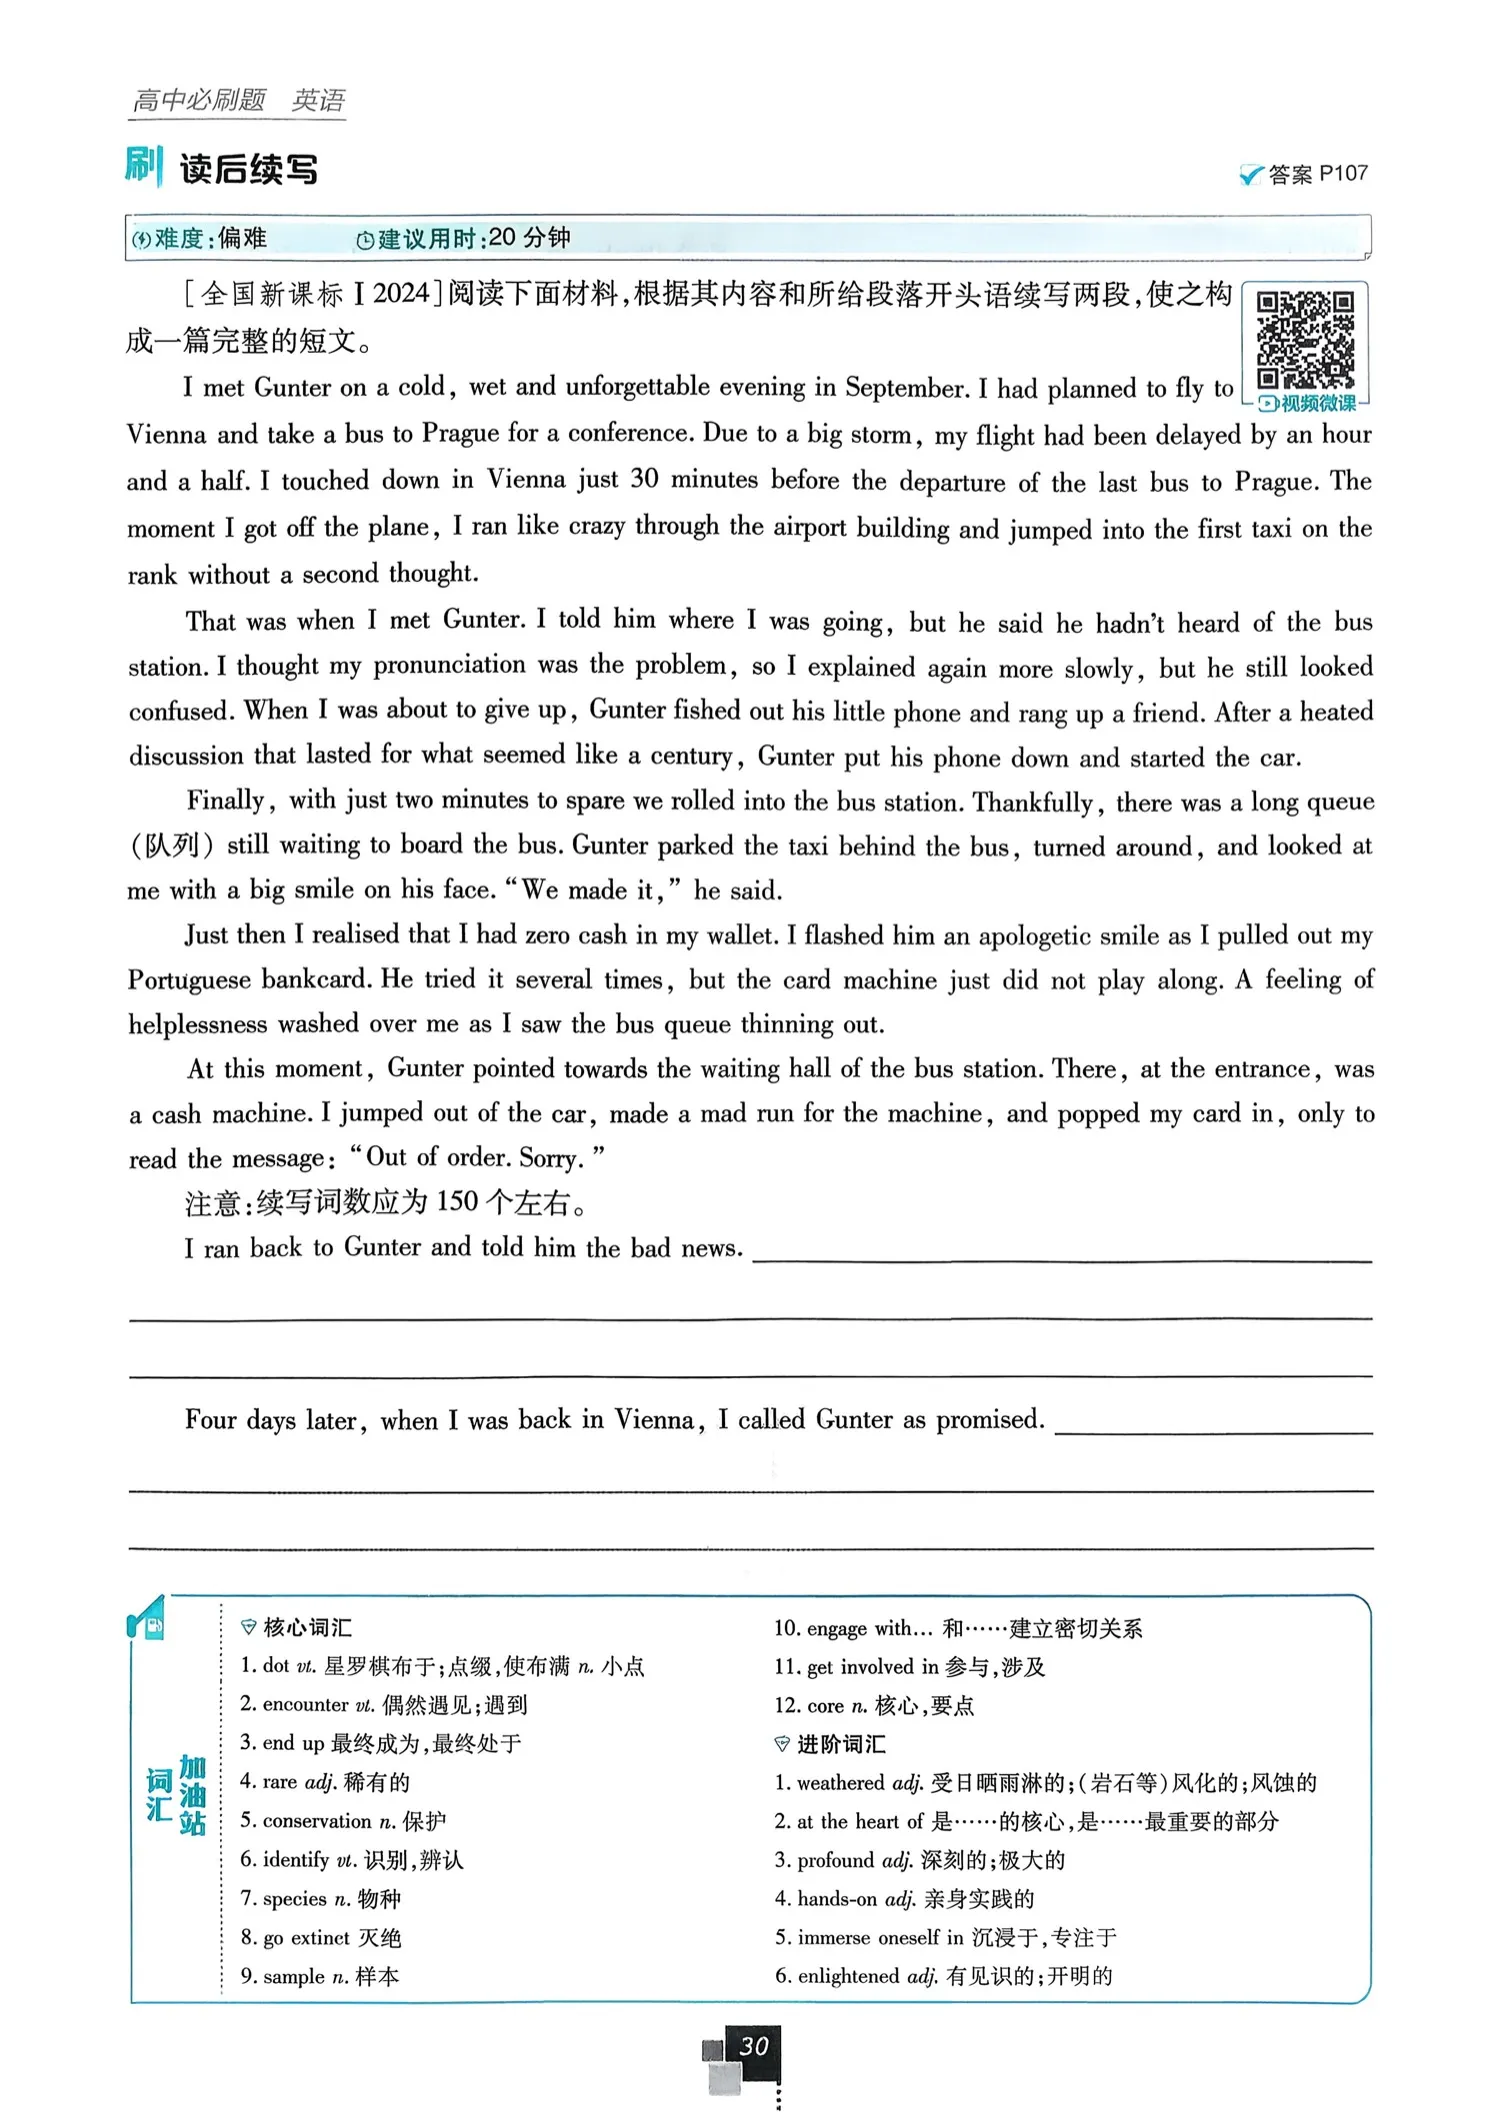 高中必刷题 英语
刷 读后续写
答案 P107
难度:偏难 建议用时:20 分钟
[全国新课标 I 2024]阅读下面材料,根据其内容和所给段落开头语续写两段,使之构
成一篇完整的短文。
视频微课
I met Gunter on a cold, wet and unforgettable evening in September. I had planned to fly to
Vienna and take a bus to Prague for a conference. Due to a big storm, my flight had been delayed by an hour
and a half. I touched down in Vienna just 30 minutes before the departure of the last bus to Prague. The
moment I got off the plane, I ran like crazy through the airport building and jumped into the first taxi on the
rank without a second thought.
That was when I met Gunter. I told him where I was going, but he said he hadn't heard of the bus
station. I thought my pronunciation was the problem, so I explained again more slowly, but he still looked
confused. When I was about to give up, Gunter fished out his little phone and rang up a friend. After a heated
discussion that lasted for what seemed like a century, Gunter put his phone down and started the car.
Finally, with just two minutes to spare we rolled into the bus station. Thankfully, there was a long queue
(队列) still waiting to board the bus. Gunter parked the taxi behind the bus, turned around, and looked at
me with a big smile on his face. “We made it,” he said.
Just then I realised that I had zero cash in my wallet. I flashed him an apologetic smile as I pulled out my
Portuguese bankcard. He tried it several times, but the card machine just did not play along. A feeling of
helplessness washed over me as I saw the bus queue thinning out.
At this moment, Gunter pointed towards the waiting hall of the bus station. There, at the entrance, was
a cash machine. I jumped out of the car, made a mad run for the machine, and popped my card in, only to
read the message: “Out of order. Sorry.”
注意:续写词数应为 150 个左右。
I ran back to Gunter and told him the bad news.
Four days later, when I was back in Vienna, I called Gunter as promised.
词汇
加油站
核心词汇
1. dot vt. 星罗棋布于;点缀,使布满 n. 小点
2. encounter vt. 偶然遇见;遇到
3. end up 最终成为,最终处于
4. rare adj. 稀有的
5. conservation n. 保护
6. identify vt. 识别,辨认
7. species n. 物种
8. go extinct 灭绝
9. sample n. 样本
10. engage with... 和……建立密切关系
11. get involved in 参与,涉及
12. core n. 核心,要点
进阶词汇
1. weathered adj. 受日晒雨淋的;(岩石等)风化的;风蚀的
2. at the heart of 是……的核心,是……最重要的部分
3. profound adj. 深刻的;极大的
4. hands-on adj. 亲身实践的
5. immerse oneself in 沉浸于,专注于
6. enlightened adj. 有见识的;开明的
30